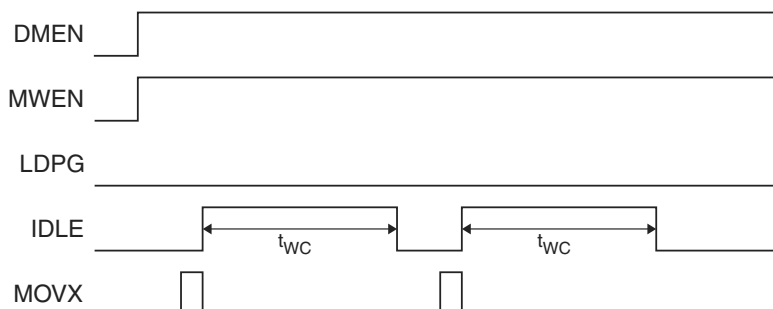 DMEN
MWEN
LDPG
IDLE
tWC tWC
MOVX